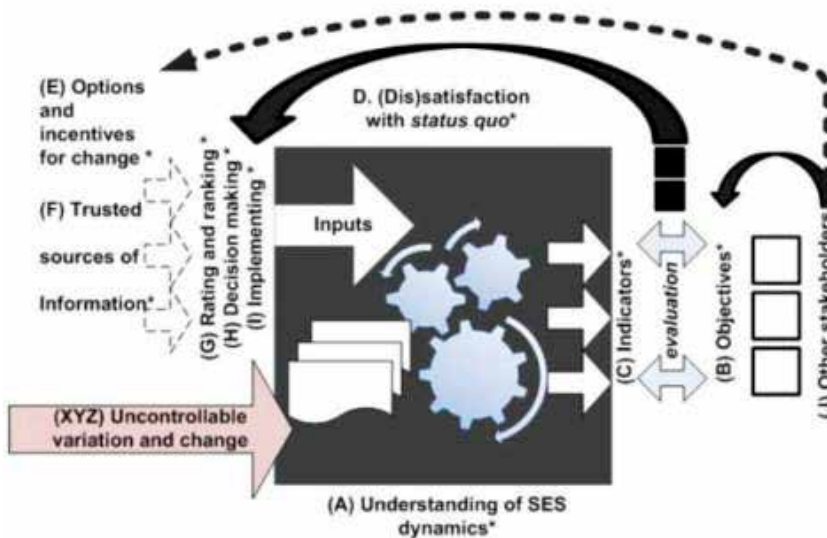 (E) Options
and
incentives
for change *
(F) Trusted
sources of
Information*
D. (Dis)satisfaction
with status quo*
(G) Rating and ranking*
(H) Decision making*
(I) Implementing*
Inputs
(XYZ) Uncontrollable
variation and change
(A) Understanding of SES
dynamics*
(C) Indicators*
evaluation
(B) Objectives*
(J) Other stakeholders